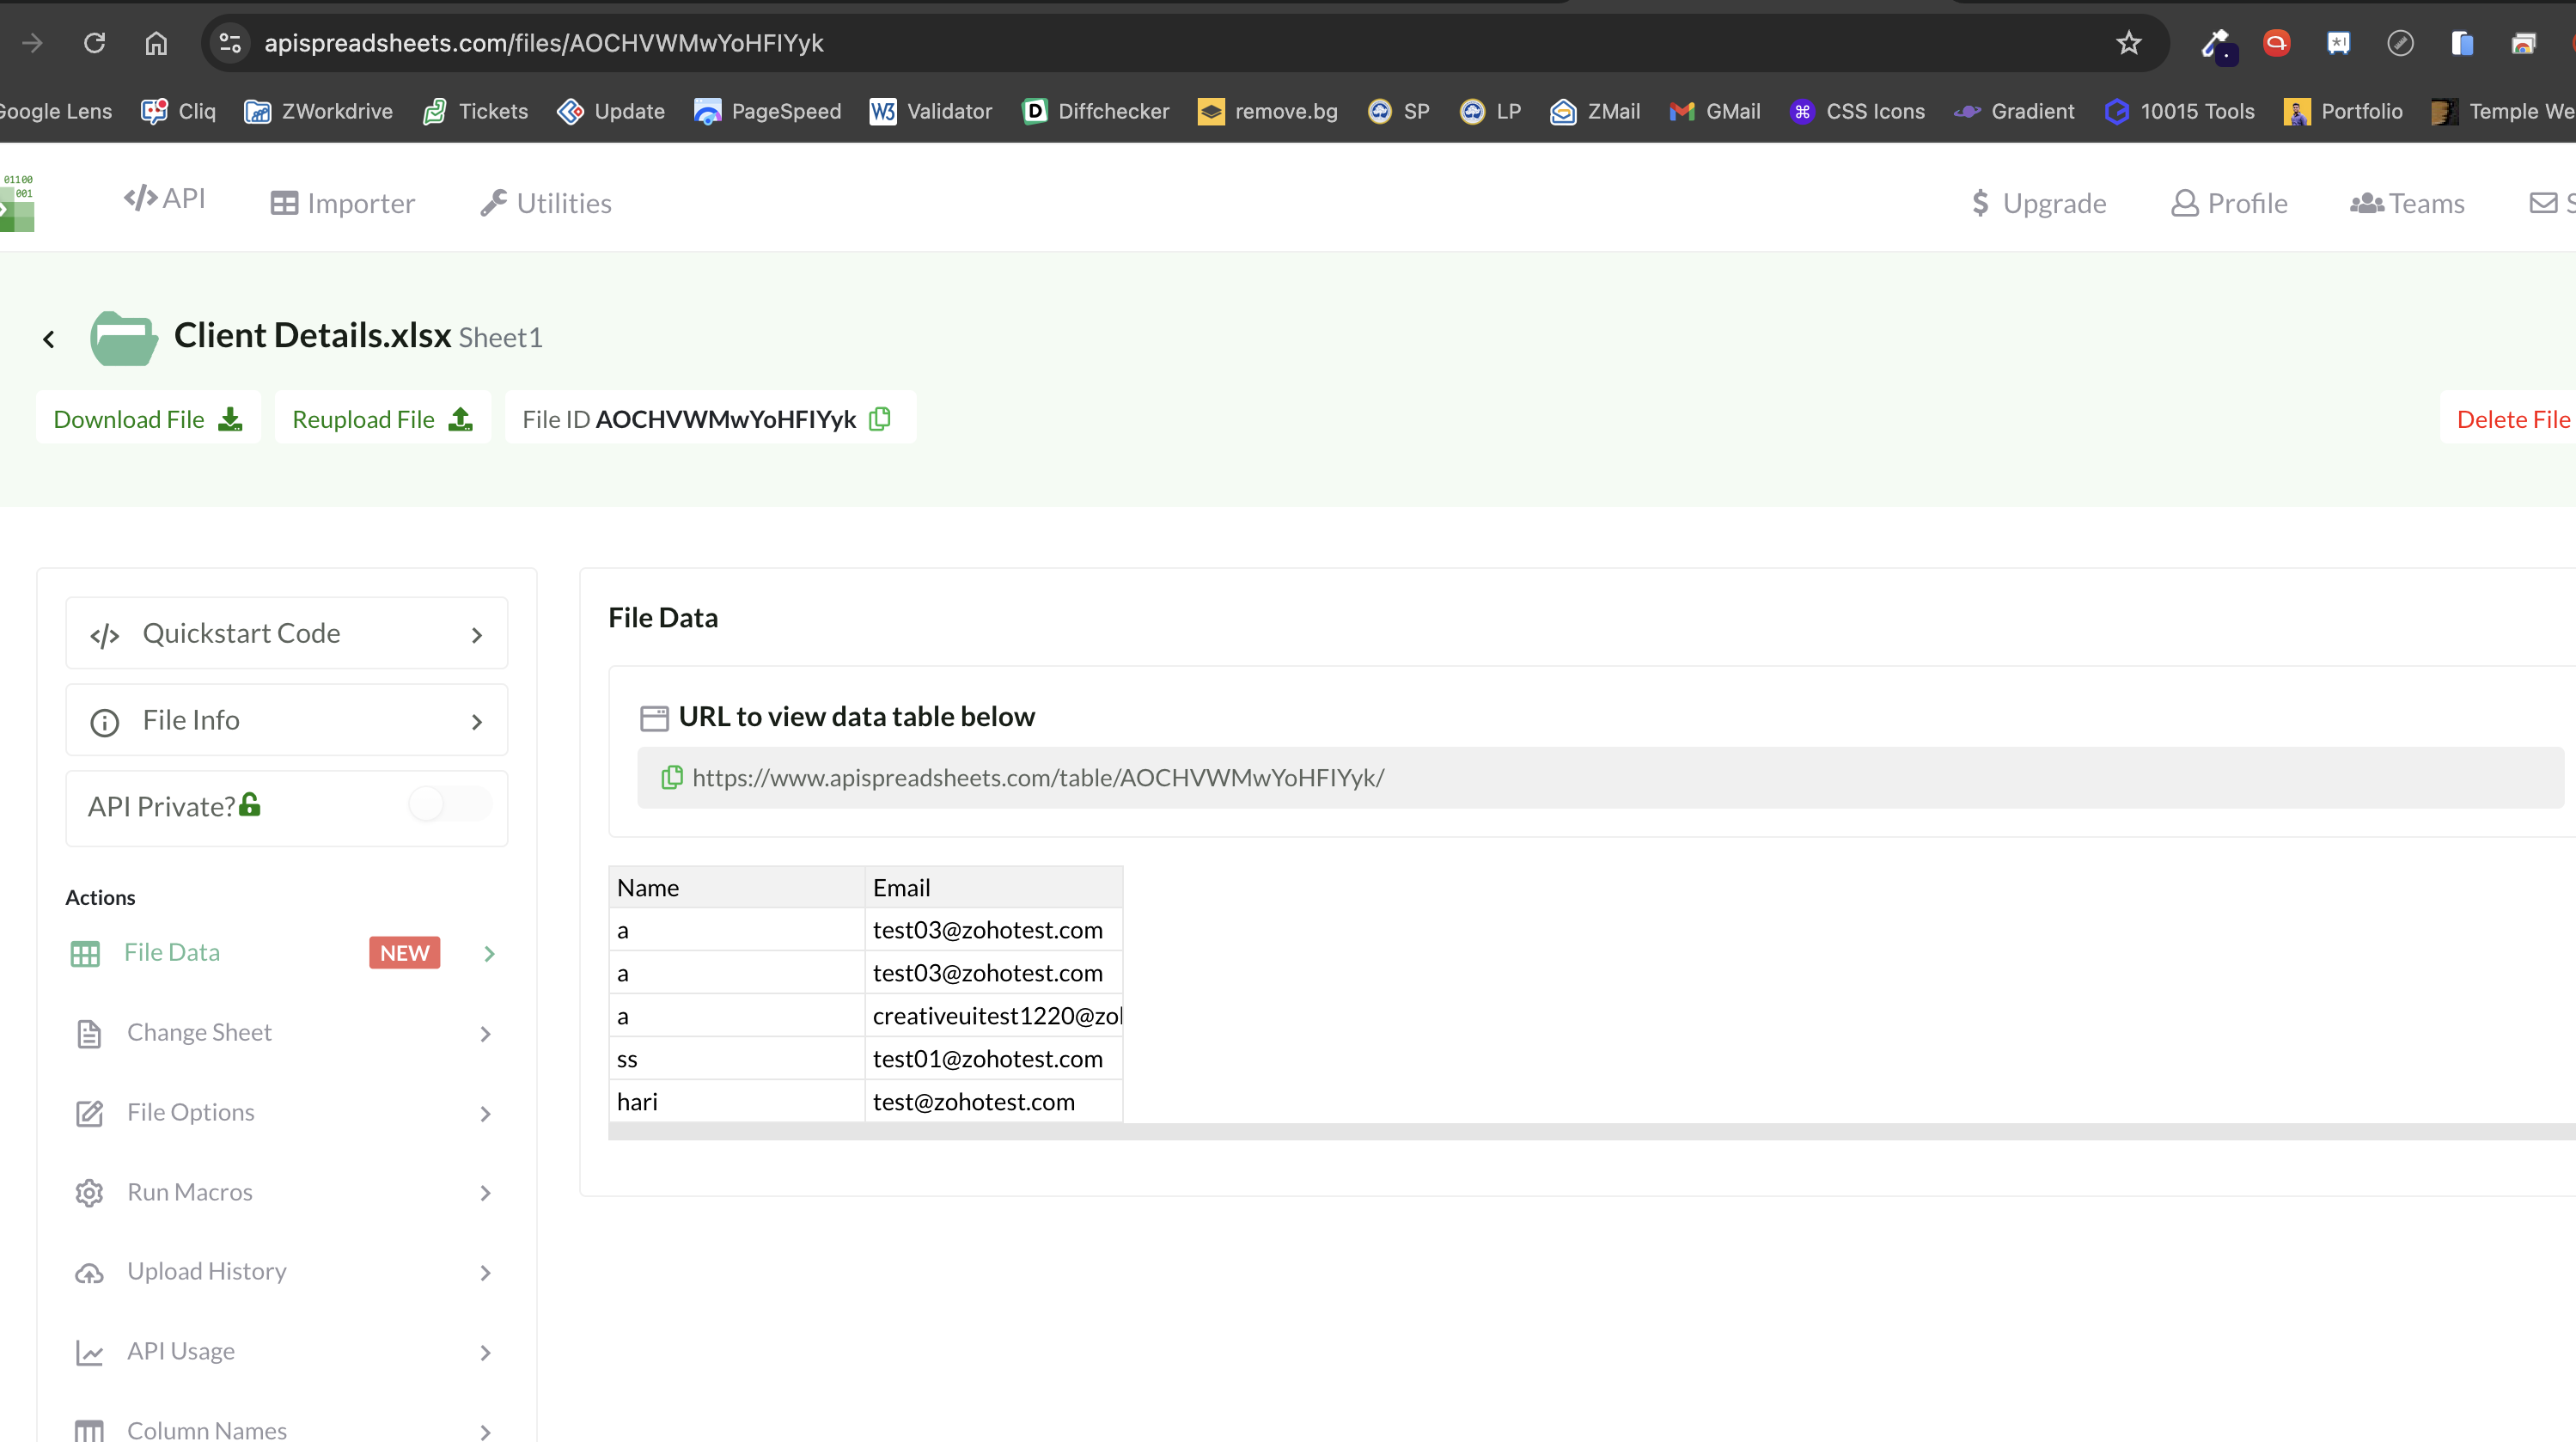 apispreadsheets.com/files/AOCHVWMwYoHFIYyk
Google Lens Cliq ZWorkdrive Tickets Update PageSpeed W3 Validator D Diffchecker remove.bg SP LP ZMail GMail CSS Icons Gradient 10015 Tools Portfolio Temple We
01100
001
</> API Importer Utilities $ Upgrade Profile Teams S
Client Details.xlsx Sheet1
Download File Reupload File File ID AOCHVWMwYoHFIYyk Delete File
</> Quickstart Code
File Info
API Private?
Actions
File Data NEW
Change Sheet
File Options
Run Macros
Upload History
API Usage
Column Names
File Data
URL to view data table below
https://www.apispreadsheets.com/table/AOCHVWMwYoHFIYyk/
Name Email
a test03@zohotest.com
a test03@zohotest.com
a creativeuitest1220@zo
ss test01@zohotest.com
hari test@zohotest.com